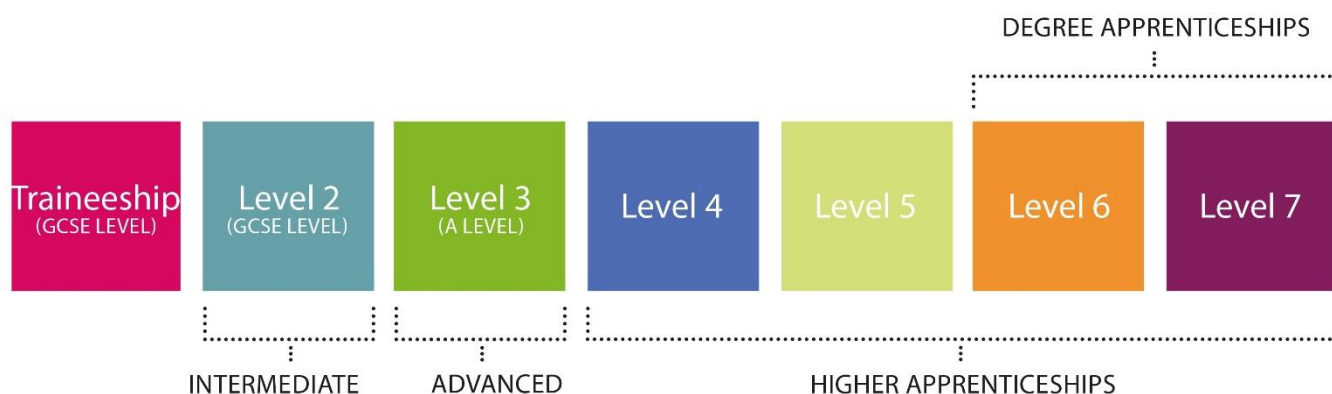 DEGREE APPRENTICESHIPS
Traineeship
(GCSE LEVEL)
Level 2
(GCSE LEVEL)
Level 3
(A LEVEL)
Level 4
Level 5
Level 6
Level 7
INTERMEDIATE
ADVANCED
HIGHER APPRENTICESHIPS